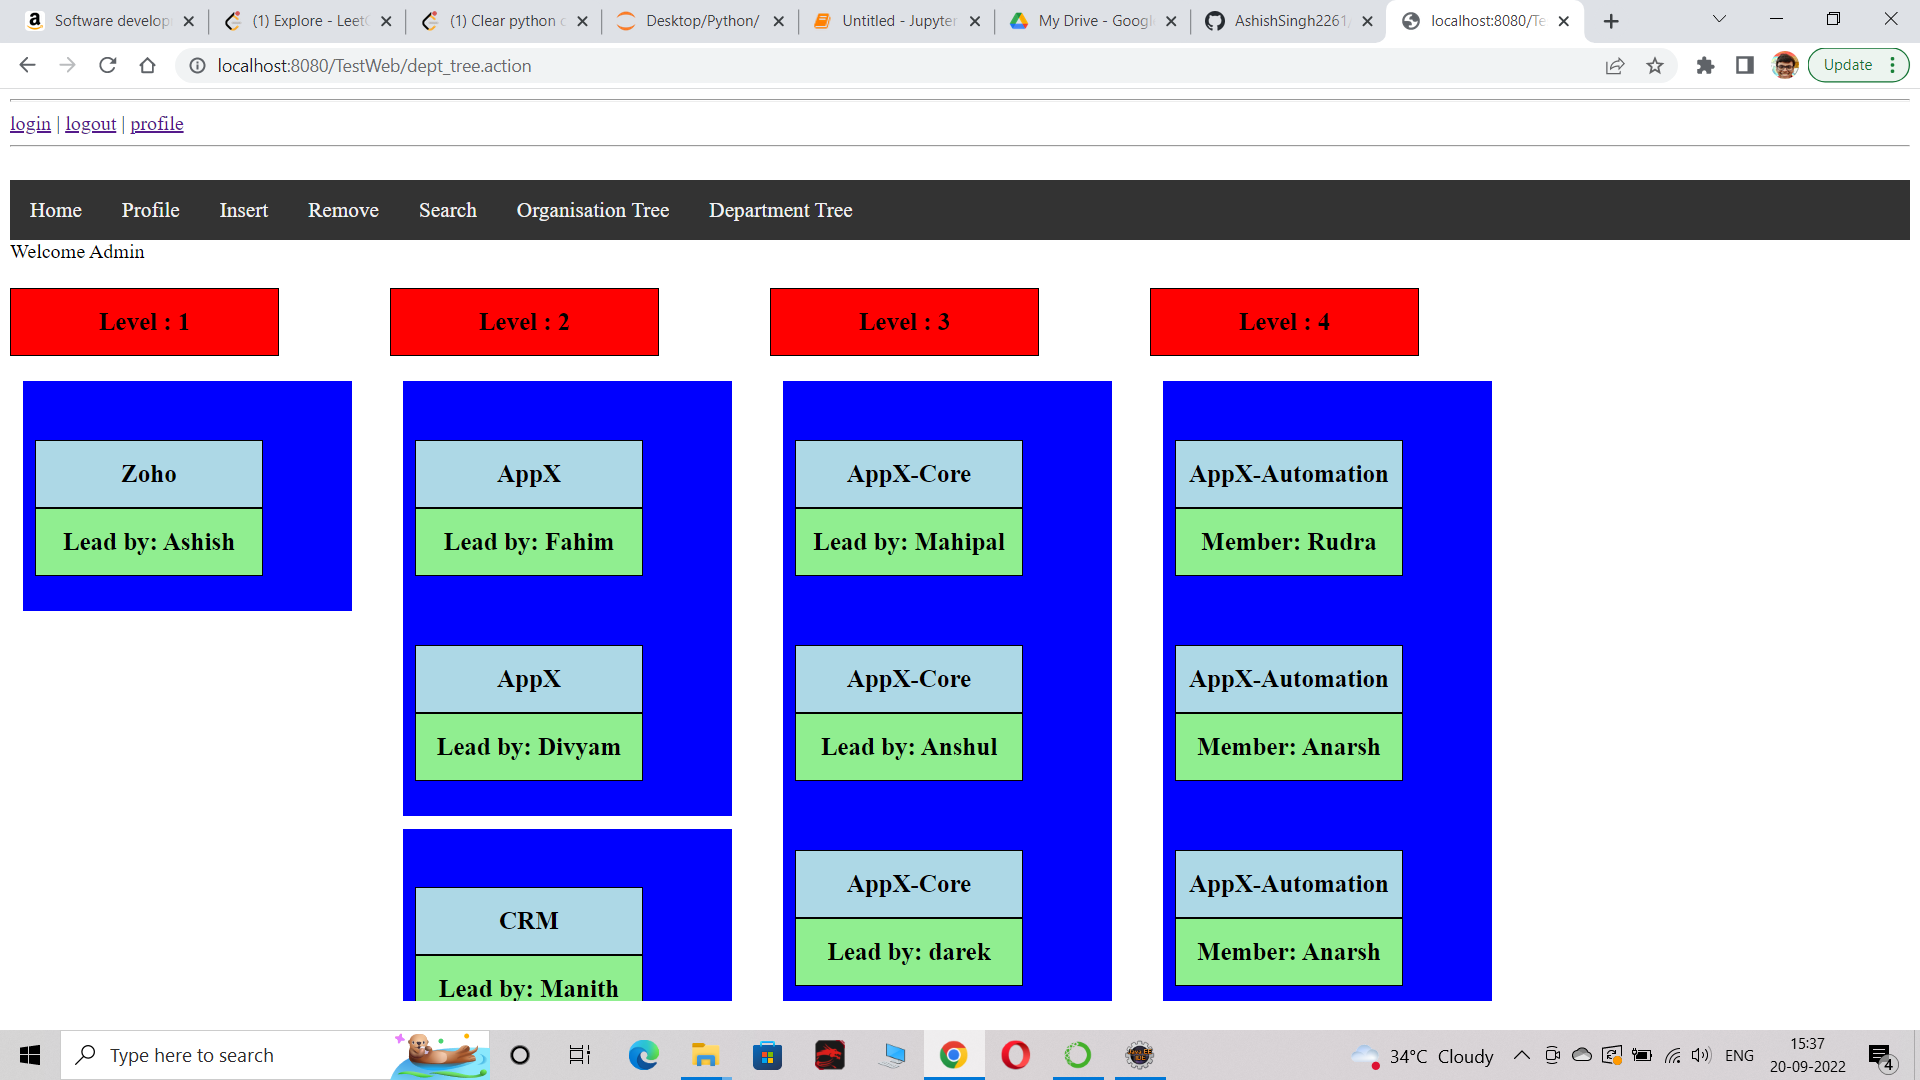 Software develop
(1) Explore - Leet
(1) Clear python
Desktop/Python/
Untitled - Jupyter
My Drive - Googl
AshishSingh2261/
localhost:8080/Te
localhost:8080/TestWeb/dept_tree.action
Update
login | logout | profile
Home Profile Insert Remove Search Organisation Tree Department Tree
Welcome Admin
Level : 1
Level : 2
Level : 3
Level : 4
Zoho
Lead by: Ashish
AppX
Lead by: Fahim
AppX
Lead by: Divyam
CRM
Lead by: Manith
AppX-Core
Lead by: Mahipal
AppX-Core
Lead by: Anshul
AppX-Core
Lead by: darek
AppX-Automation
Member: Rudra
AppX-Automation
Member: Anarsh
AppX-Automation
Member: Anarsh
Type here to search
34°C Cloudy
ENG
15:37
20-09-2022
4